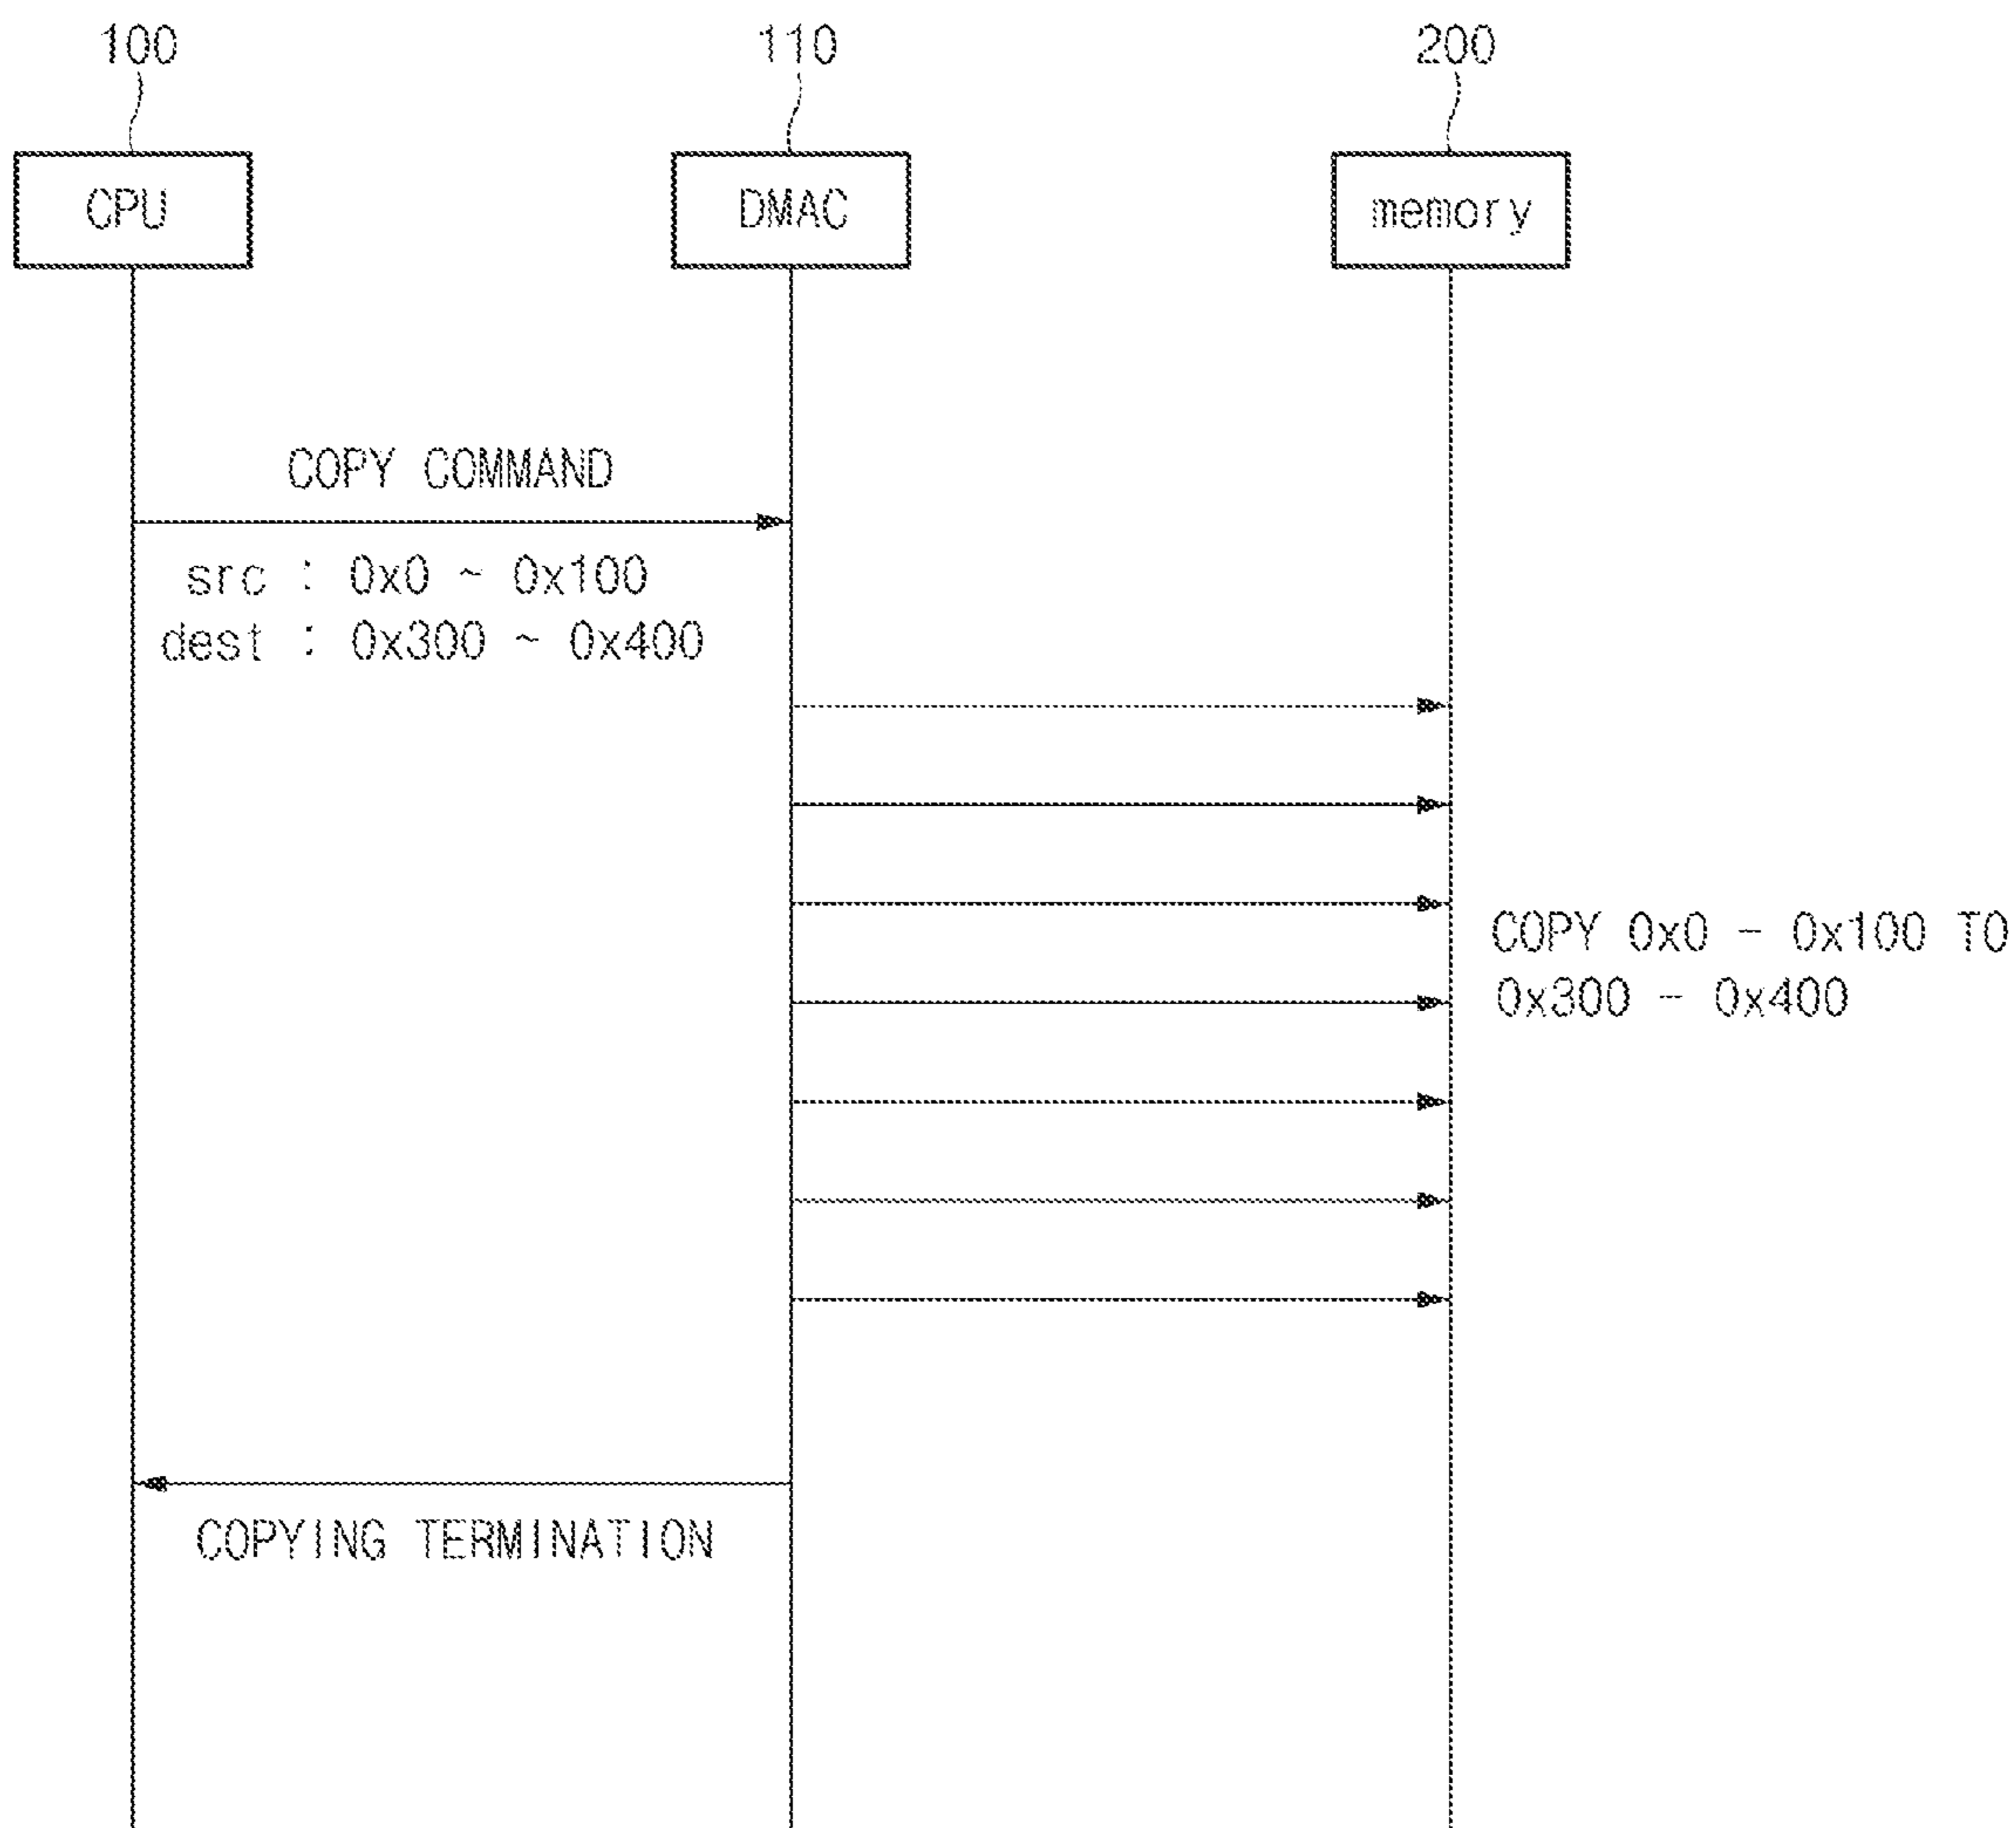 100
110
200
CPU
DMAC
memory
COPY COMMAND
src : 0x0 ~ 0x100
dest : 0x300 ~ 0x400
COPY 0x0 - 0x100 TO
0x300 - 0x400
COPYING TERMINATION